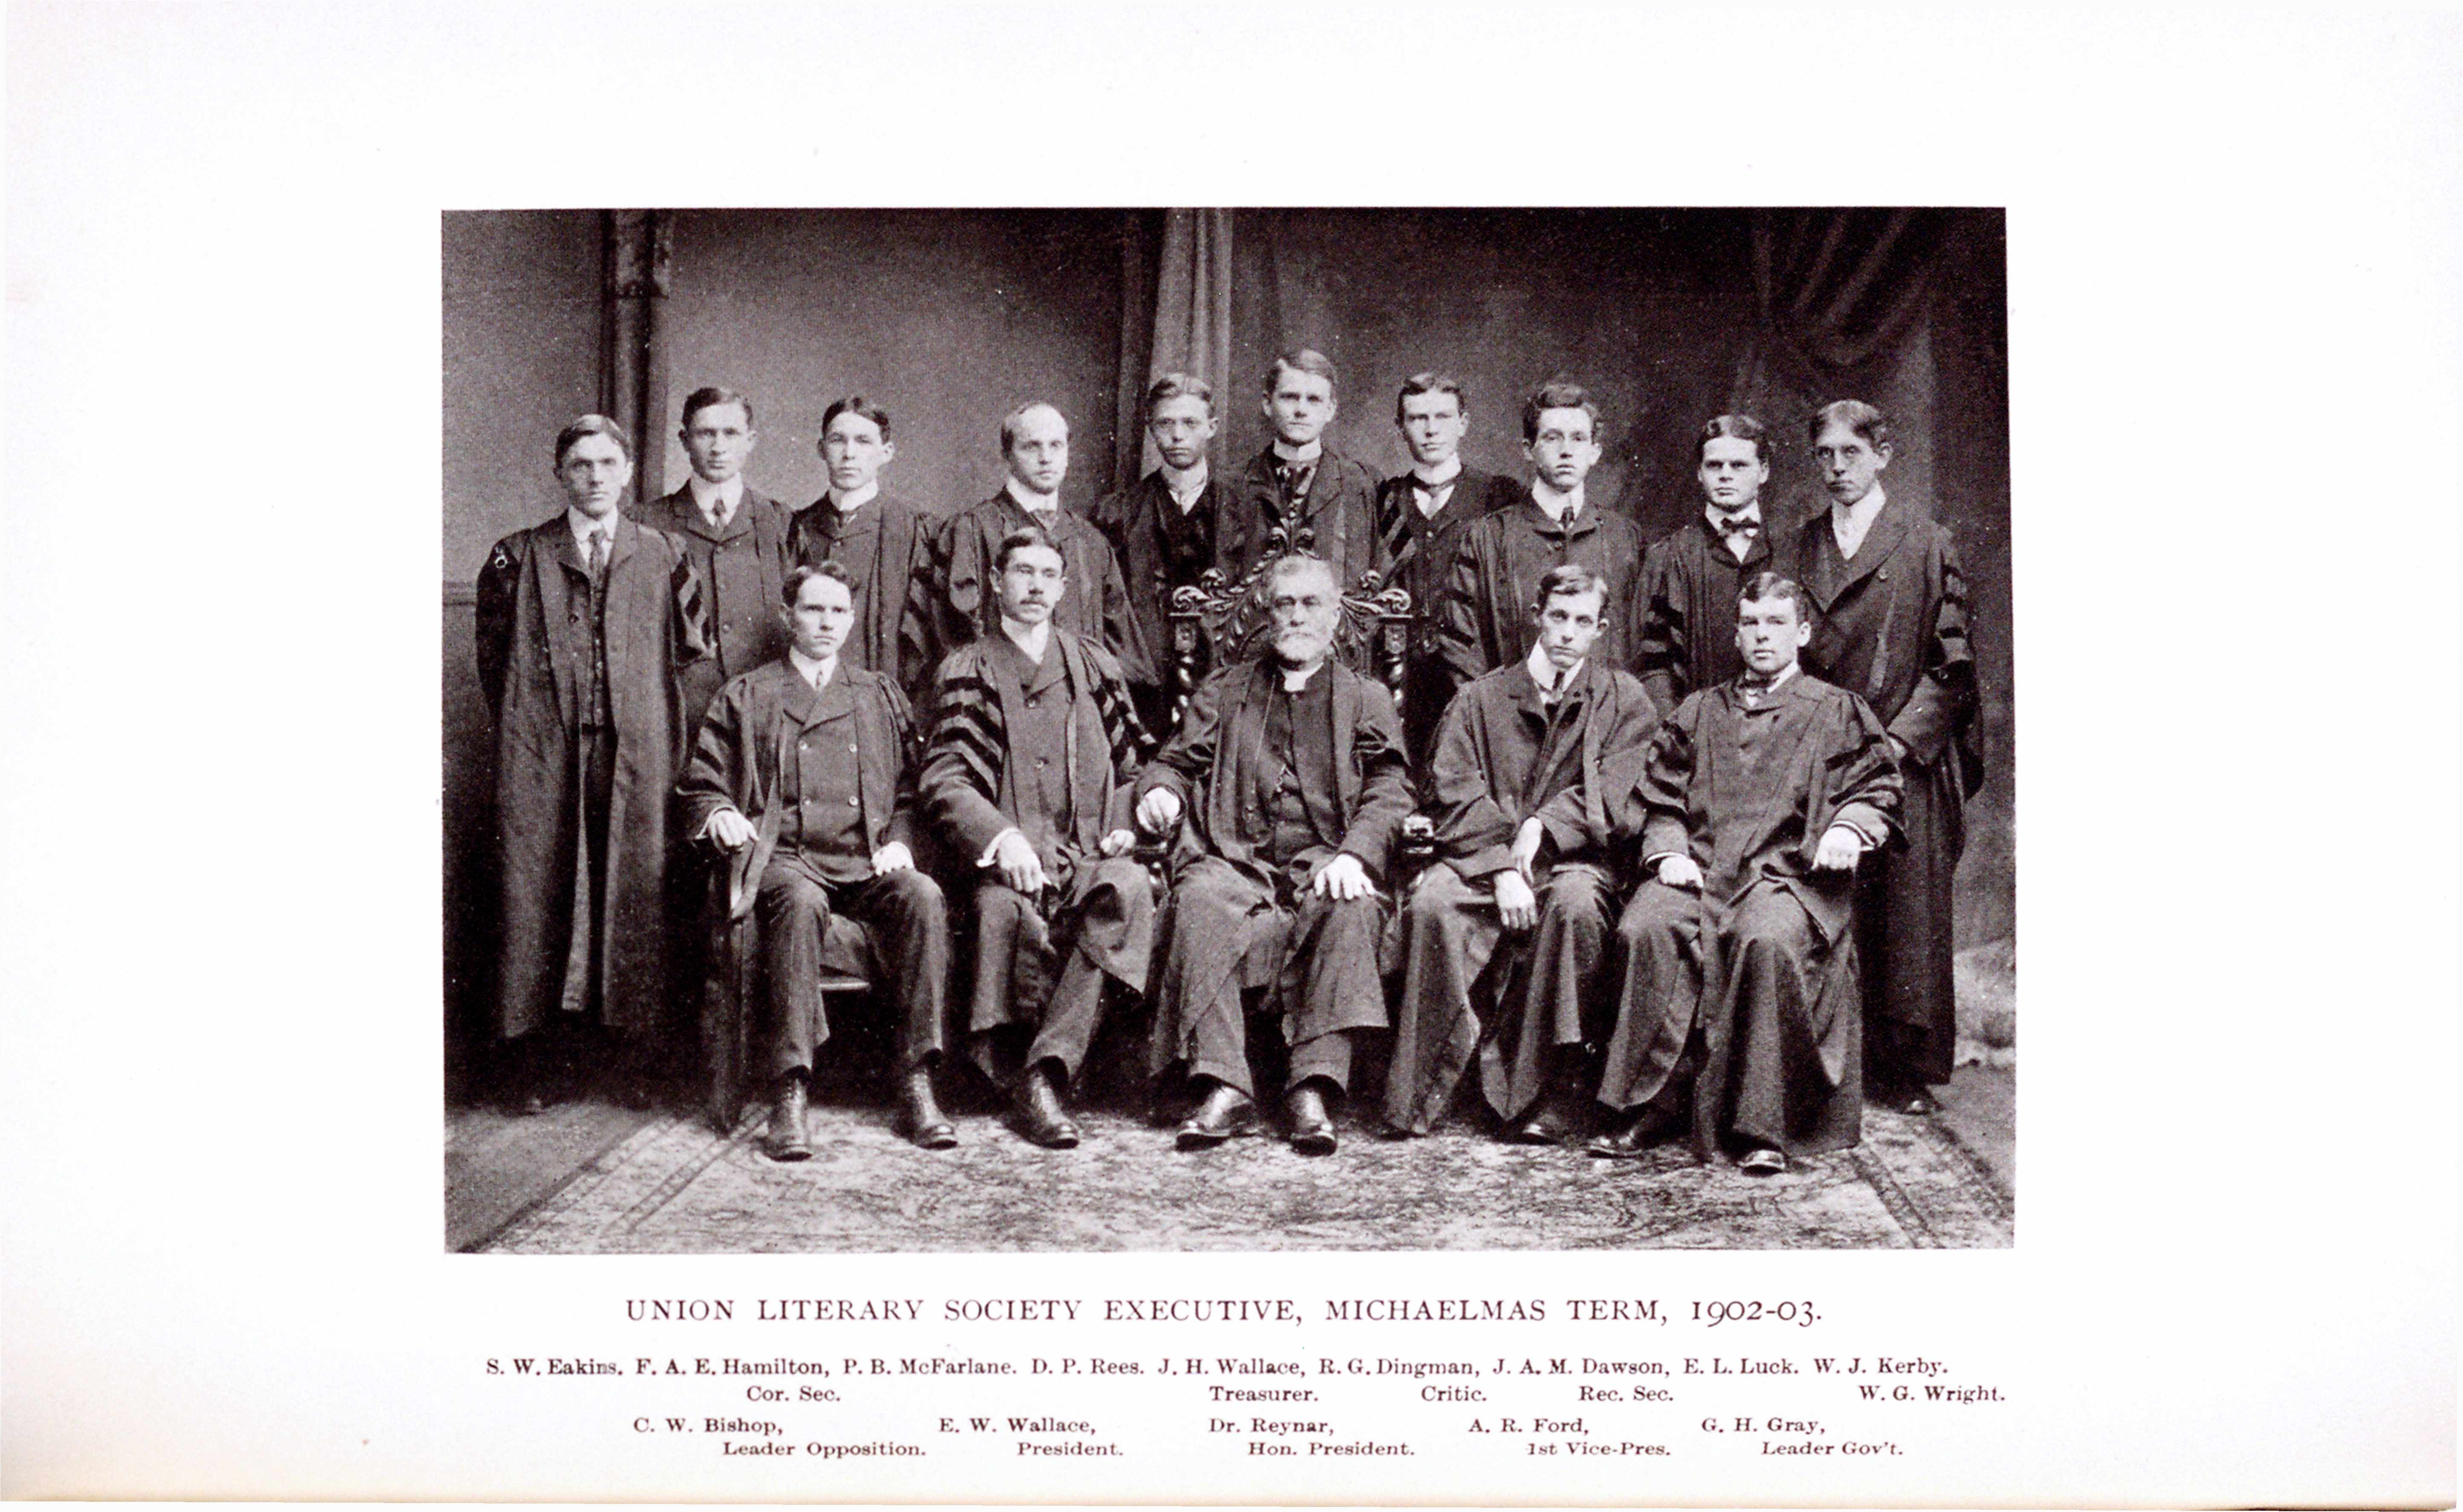 UNION LITERARY SOCIETY EXECUTIVE, MICHAELMAS TERM, 1902-03.
S. W. Eakins. F. A. E. Hamilton, P. B. McFarlane. D. P. Rees. J. H. Wallace, R. G. Dingman, J. A. M. Dawson, E. L. Luck. W. J. Kerby.
Cor. Sec. Treasurer. Critic. Rec. Sec. W. G. Wright.
C. W. Bishop, E. W. Wallace, Dr. Reynar, A. R. Ford, G. H. Gray,
Leader Opposition. President. Hon. President. 1st Vice-Pres. Leader Gov't.